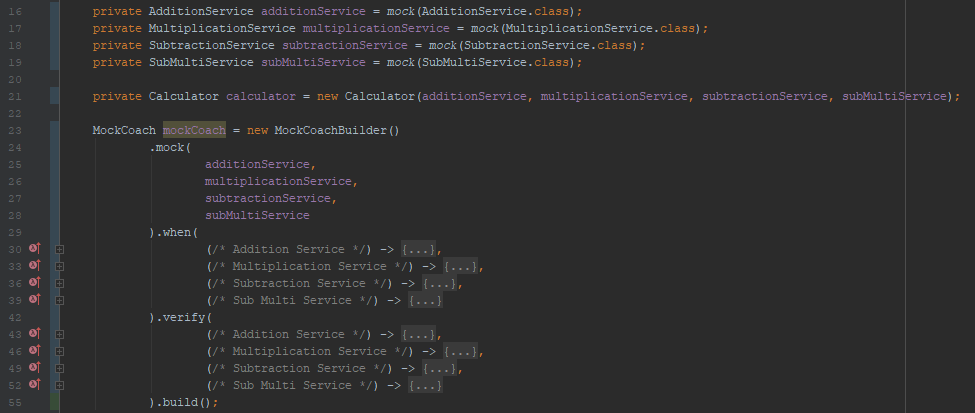 16 private AdditionService additionService = mock(AdditionService.class);
17 private MultiplicationService multiplicationService = mock(MultiplicationService.class);
18 private SubtractionService subtractionService = mock(SubtractionService.class);
19 private SubMultiService subMultiService = mock(SubMultiService.class);
20
21 private Calculator calculator = new Calculator(additionService, multiplicationService, subtractionService, subMultiService);
22
23 MockCoach mockCoach = new MockCoachBuilder()
24 .mock(
25 additionService,
26 multiplicationService,
27 subtractionService,
28 subMultiService
29 ).when(
30 (/* Addition Service */) -> {...},
33 (/* Multiplication Service */) -> {...},
36 (/* Subtraction Service */) -> {...},
39 (/* Sub Multi Service */) -> {...}
42 ).verify(
43 (/* Addition Service */) -> {...},
46 (/* Multiplication Service */) -> {...},
49 (/* Subtraction Service */) -> {...},
52 (/* Sub Multi Service */) -> {...}
55 ).build();